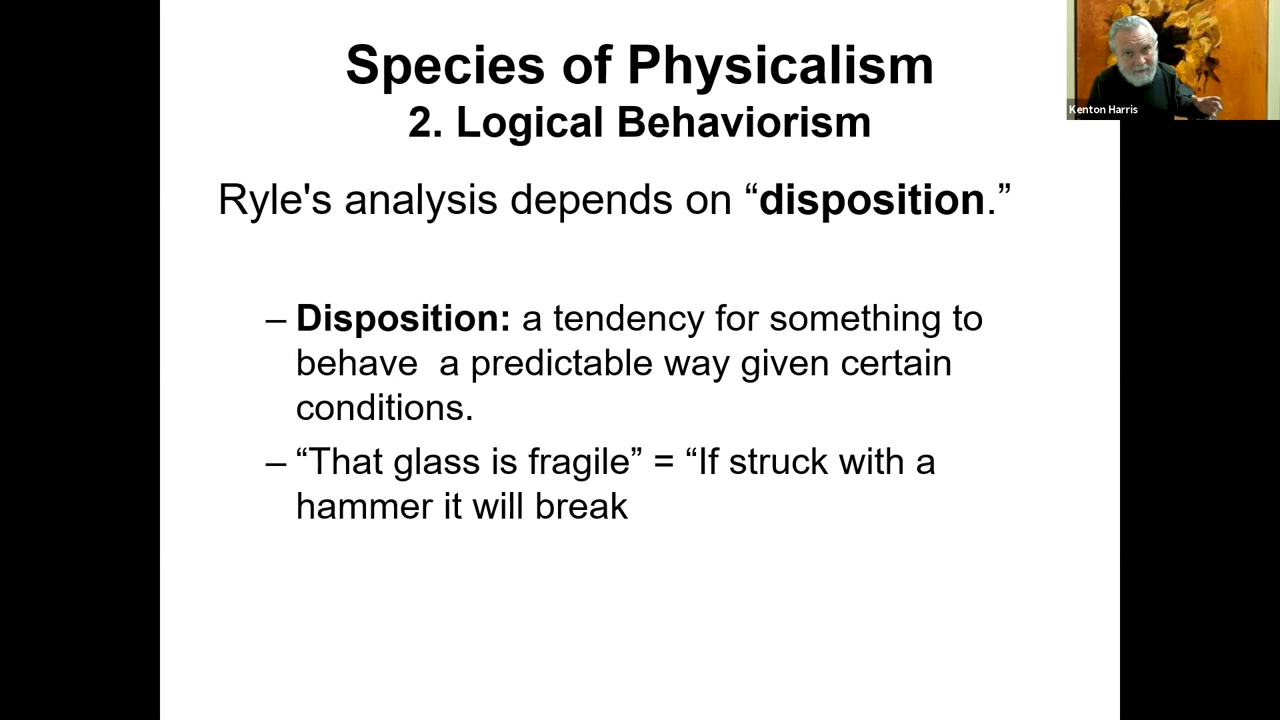 Species of Physicalism
2. Logical Behaviorism
Kenton Harris
Ryle's analysis depends on “disposition.”
– Disposition: a tendency for something to
behave  a predictable way given certain
conditions.
– “That glass is fragile” = “If struck with a
hammer it will break